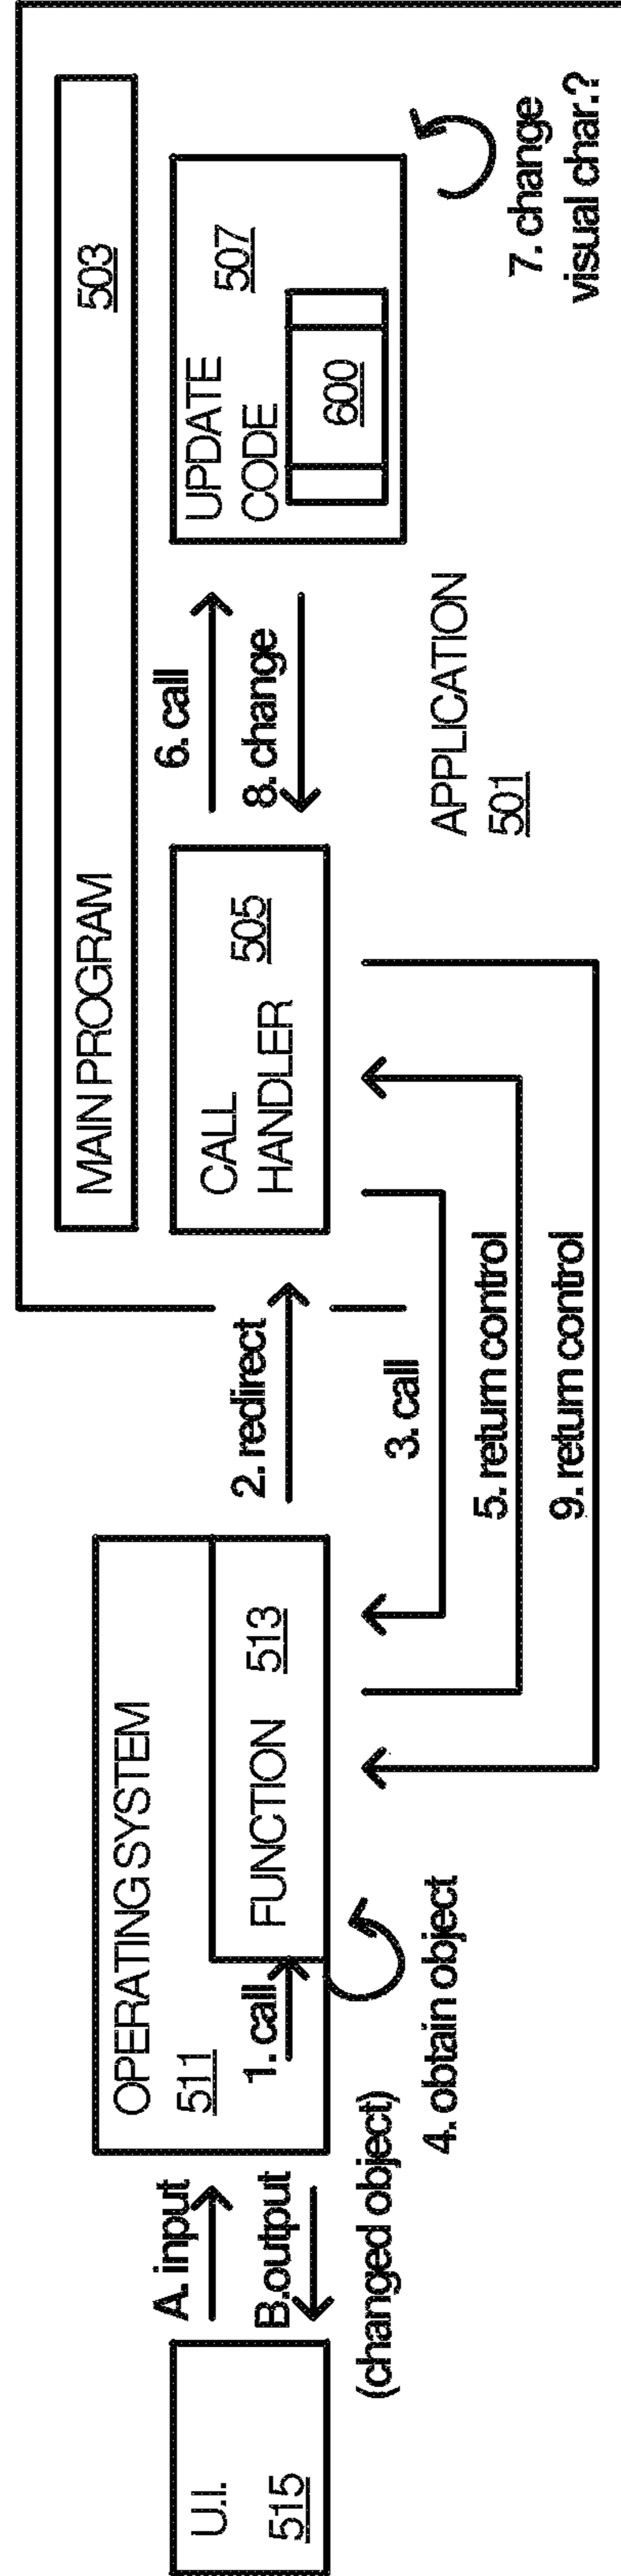 U.I.
515
A. input
B.output
(changed object)
OPERATING SYSTEM
511
1. call
FUNCTION 513
4. obtain object
2. redirect
3. call
5. return control
9. return control
MAIN PROGRAM 503
CALL
HANDLER 505
6. call
8. change
APPLICATION
501
UPDATE
CODE 507
600
7. change
visual char.?